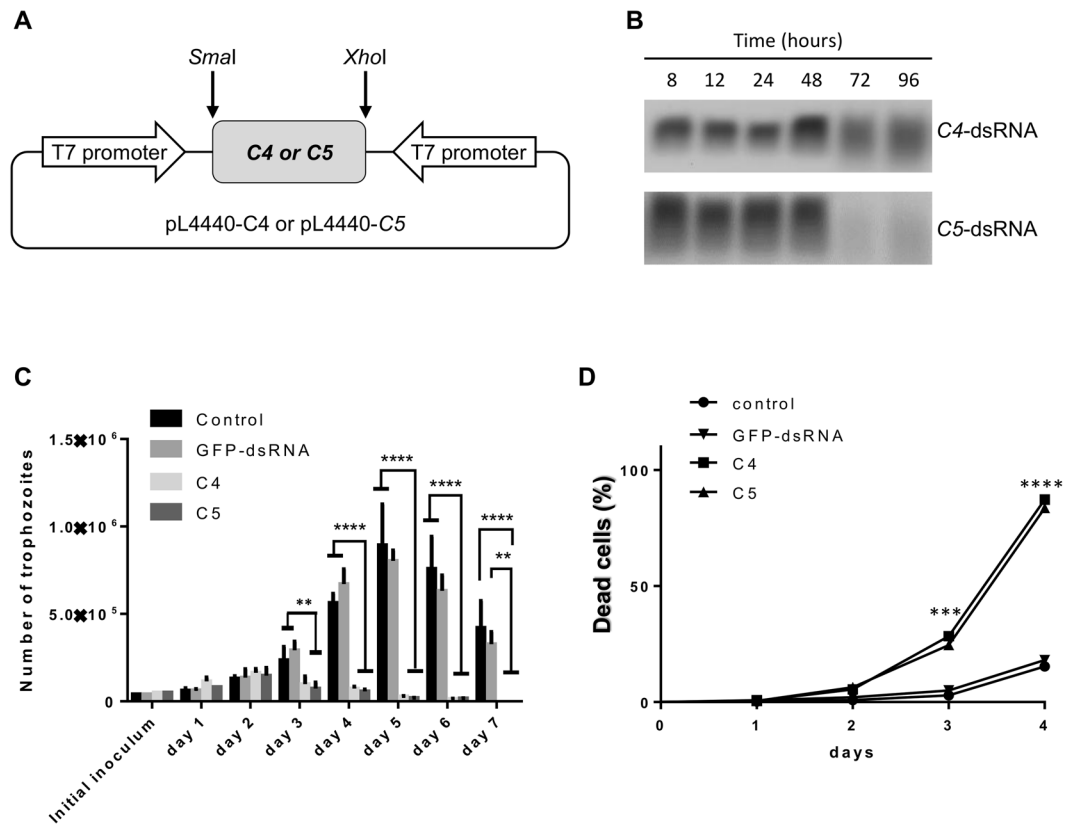 A
SmaI
XhoI
T7 promoter
C4 or C5
T7 promoter
pL4440-C4 or pL4440-C5
B
Time (hours)
8 12 24 48 72 96
C4-dsRNA
C5-dsRNA
C
Control
GFP-dsRNA
C4
C5
Number of trophozoites
1.5✖10 6
1.0✖10 6
5.0✖10 5
0
**
****
****
****
****
**
Initial inoculum
day 1
day 2
day 3
day 4
day 5
day 6
day 7
D
control
GFP-dsRNA
C4
C5
Dead cells (%)
100
50
0
***
****
0 1 2 3 4
days